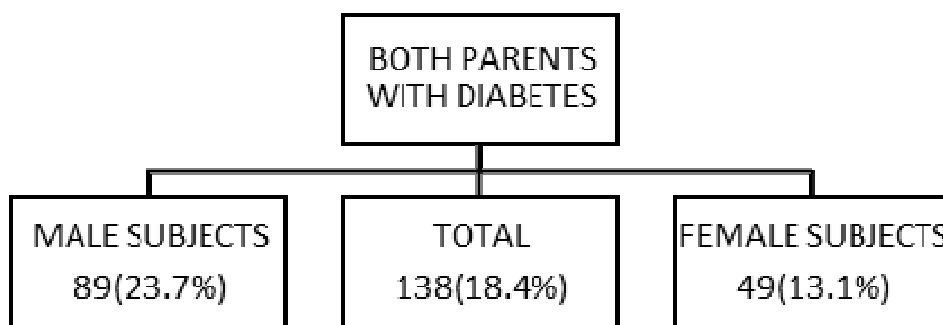 BOTH PARENTS
WITH DIABETES
MALE SUBJECTS
89(23.7%)
TOTAL
138(18.4%)
FEMALE SUBJECTS
49(13.1%)